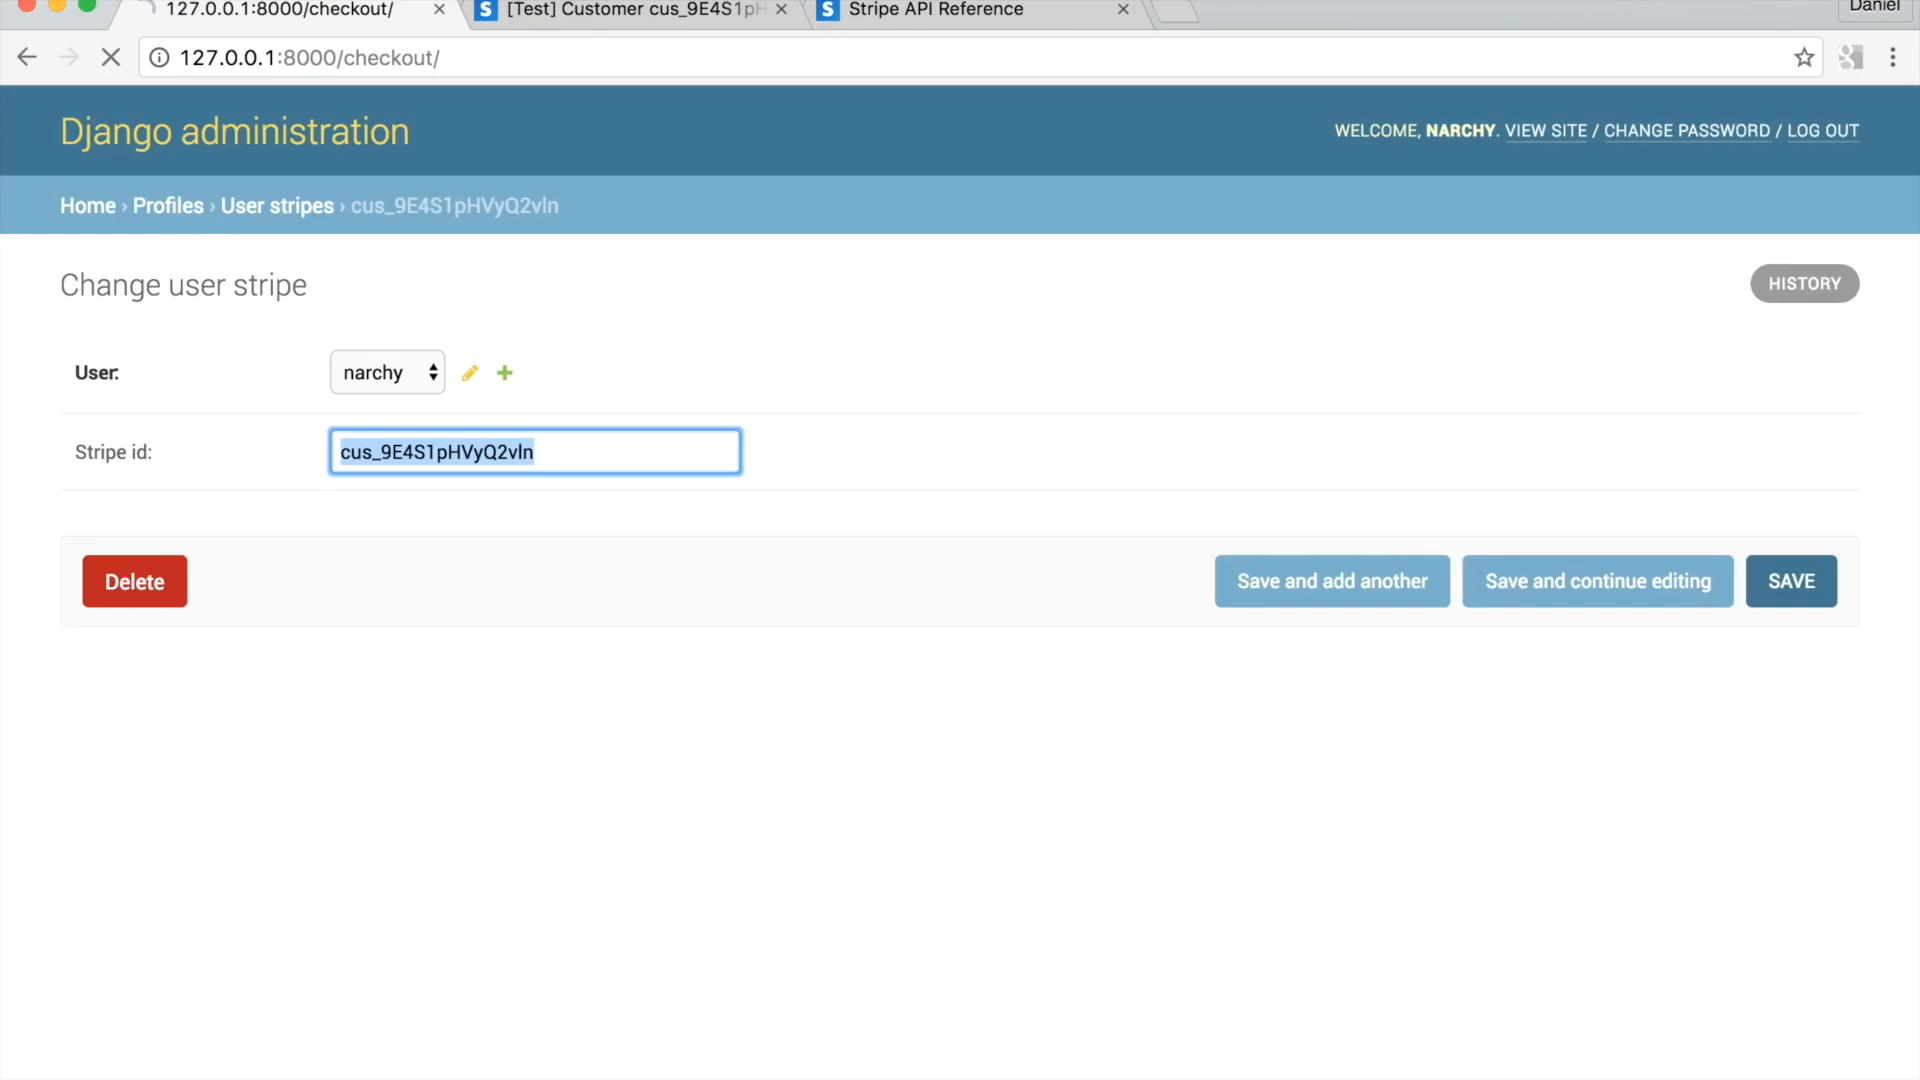 127.0.0.1:8000/checkout/
[Test] Customer cus_9E4S1pH
Stripe API Reference
Daniel
127.0.0.1:8000/checkout/
Django administration
WELCOME, NARCHY. VIEW SITE / CHANGE PASSWORD / LOG OUT
Home › Profiles › User stripes › cus_9E4S1pHVyQ2vln
Change user stripe
HISTORY
User: narchy
Stripe id: cus_9E4S1pHVyQ2vln
Delete
Save and add another
Save and continue editing
SAVE